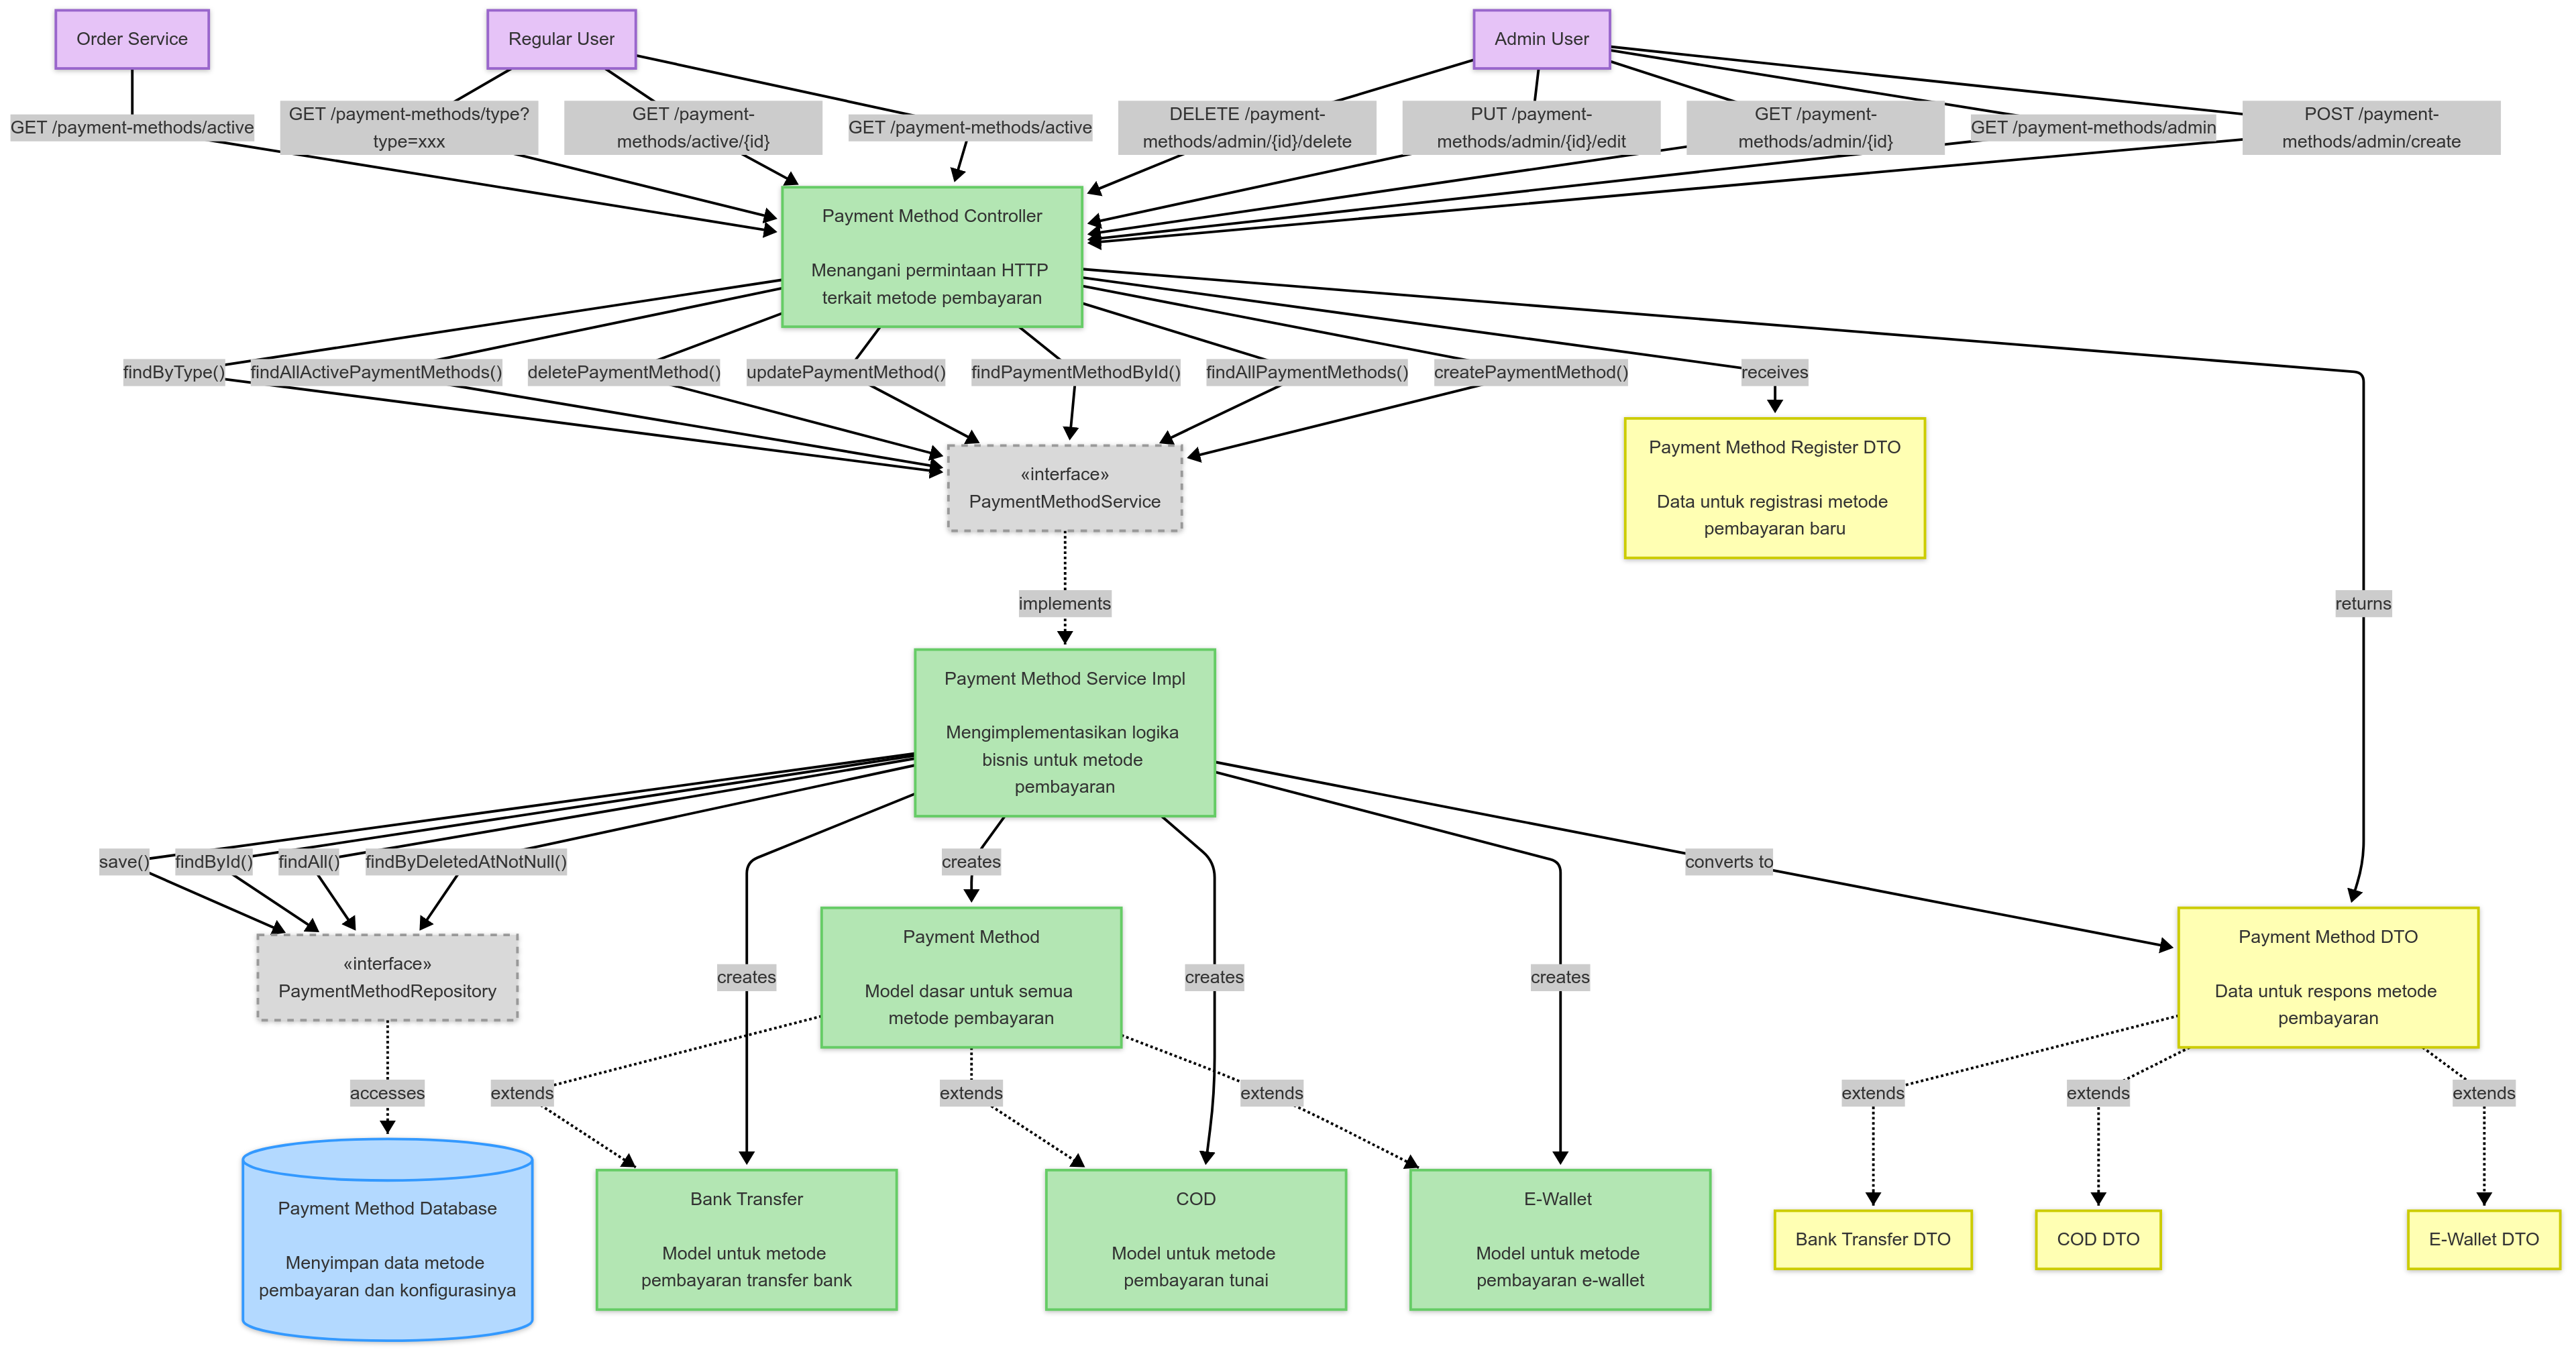 Order Service
Regular User
Admin User
GET /payment-methods/active
GET /payment-methods/type?
type=xxx
GET /payment-
methods/active/{id}
GET /payment-methods/active
DELETE /payment-
methods/admin/{id}/delete
PUT /payment-
methods/admin/{id}/edit
GET /payment-
methods/admin/{id}
GET /payment-methods/admin
POST /payment-
methods/admin/create
Payment Method Controller
Menangani permintaan HTTP
terkait metode pembayaran
findByType()
findAllActivePaymentMethods()
deletePaymentMethod()
updatePaymentMethod()
findPaymentMethodById()
findAllPaymentMethods()
createPaymentMethod()
receives
«interface»
PaymentMethodService
Payment Method Register DTO
Data untuk registrasi metode
pembayaran baru
implements
returns
Payment Method Service Impl
Mengimplementasikan logika
bisnis untuk metode
pembayaran
save()
findById()
findAll()
findByDeletedAtNotNull()
creates
converts to
«interface»
PaymentMethodRepository
creates
Payment Method
Model dasar untuk semua
metode pembayaran
creates
creates
Payment Method DTO
Data untuk respons metode
pembayaran
accesses
extends
extends
extends
extends
extends
extends
Payment Method Database
Menyimpan data metode
pembayaran dan konfigurasinya
Bank Transfer
Model untuk metode
pembayaran transfer bank
COD
Model untuk metode
pembayaran tunai
E-Wallet
Model untuk metode
pembayaran e-wallet
Bank Transfer DTO
COD DTO
E-Wallet DTO